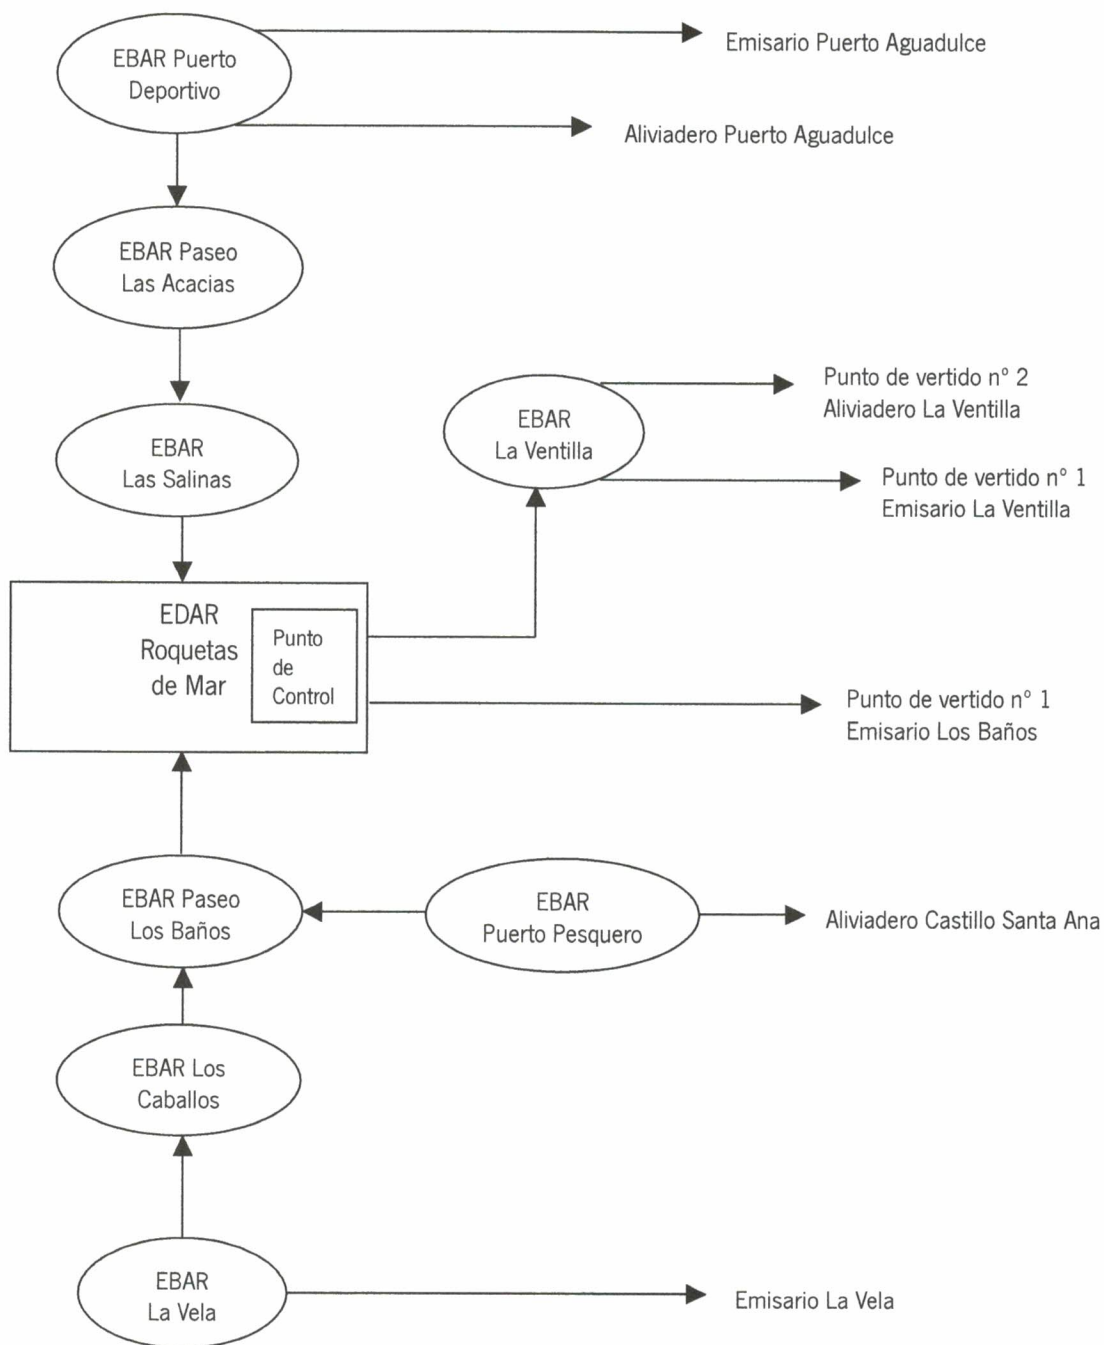 EBAR Puerto
Deportivo
Emisario Puerto Aguadulce
Aliviadero Puerto Aguadulce
EBAR Paseo
Las Acacias
EBAR
Las Salinas
EBAR
La Ventilla
Punto de vertido nº 2
Aliviadero La Ventilla
Punto de vertido nº 1
Emisario La Ventilla
EDAR
Roquetas
de Mar
Punto
de
Control
Punto de vertido nº 1
Emisario Los Baños
EBAR Paseo
Los Baños
EBAR
Puerto Pesquero
Aliviadero Castillo Santa Ana
EBAR Los
Caballos
EBAR
La Vela
Emisario La Vela